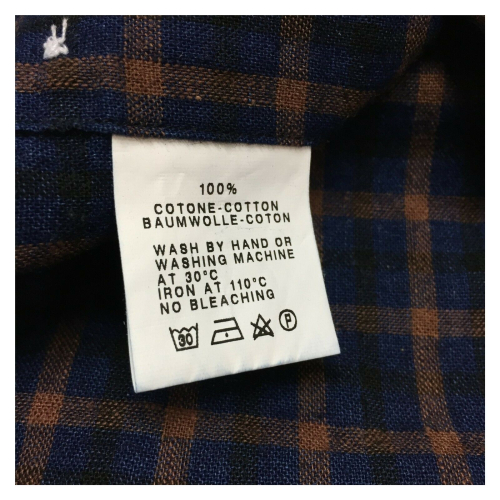 100%
COTONE-COTTON
BAUMWOLLE-COTON
WASH BY HAND OR
WASHING MACHINE
AT 30°C
IRON AT 110°C
NO BLEACHING
30 P